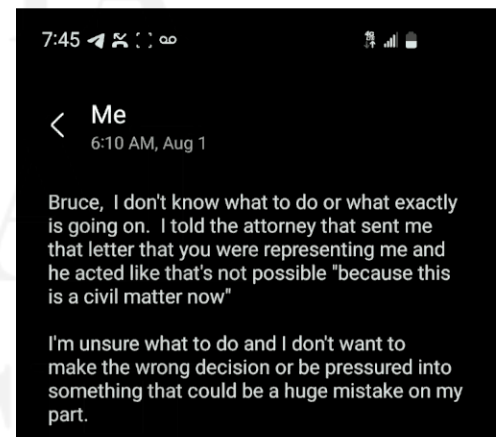 7:45
Me
6:10 AM, Aug 1
Bruce,  I don't know what to do or what exactly
is going on.  I told the attorney that sent me
that letter that you were representing me and
he acted like that's not possible "because this
is a civil matter now"
I'm unsure what to do and I don't want to
make the wrong decision or be pressured into
something that could be a huge mistake on my
part.